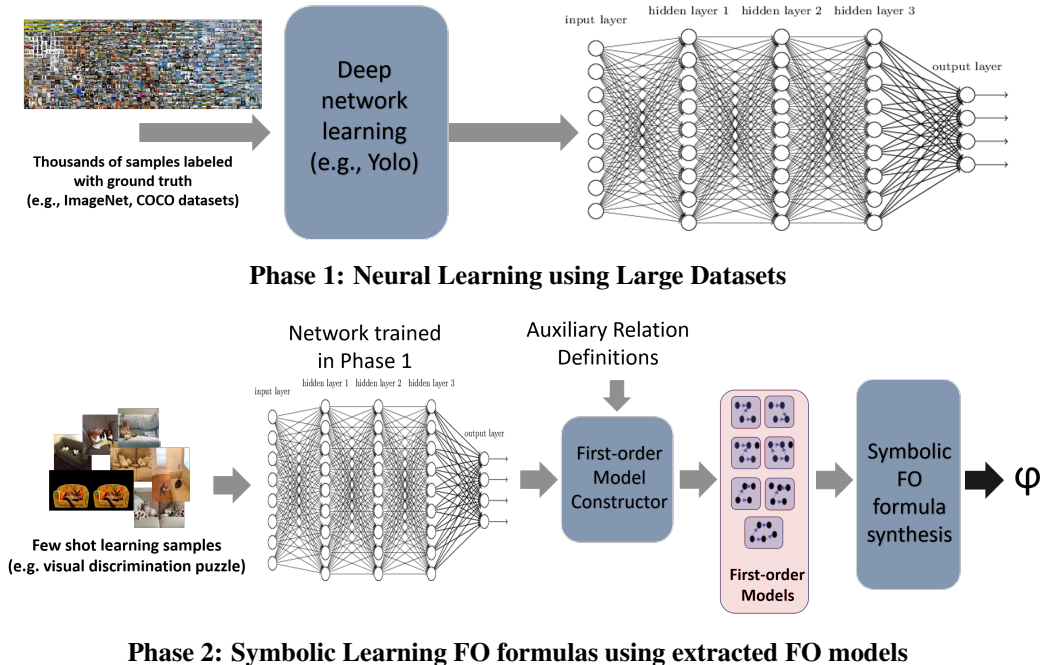 input layer
hidden layer 1 hidden layer 2 hidden layer 3
output layer
Deep
network
learning
(e.g., Yolo)
Thousands of samples labeled
with ground truth
(e.g., ImageNet, COCO datasets)
Phase 1: Neural Learning using Large Datasets
Network trained
in Phase 1
input layer
hidden layer 1 hidden layer 2 hidden layer 3
output layer
Auxiliary Relation
Definitions
First-order
Model
Constructor
First-order
Models
Symbolic
FO
formula
synthesis
φ
Few shot learning samples
(e.g. visual discrimination puzzle)
Phase 2: Symbolic Learning FO formulas using extracted FO models